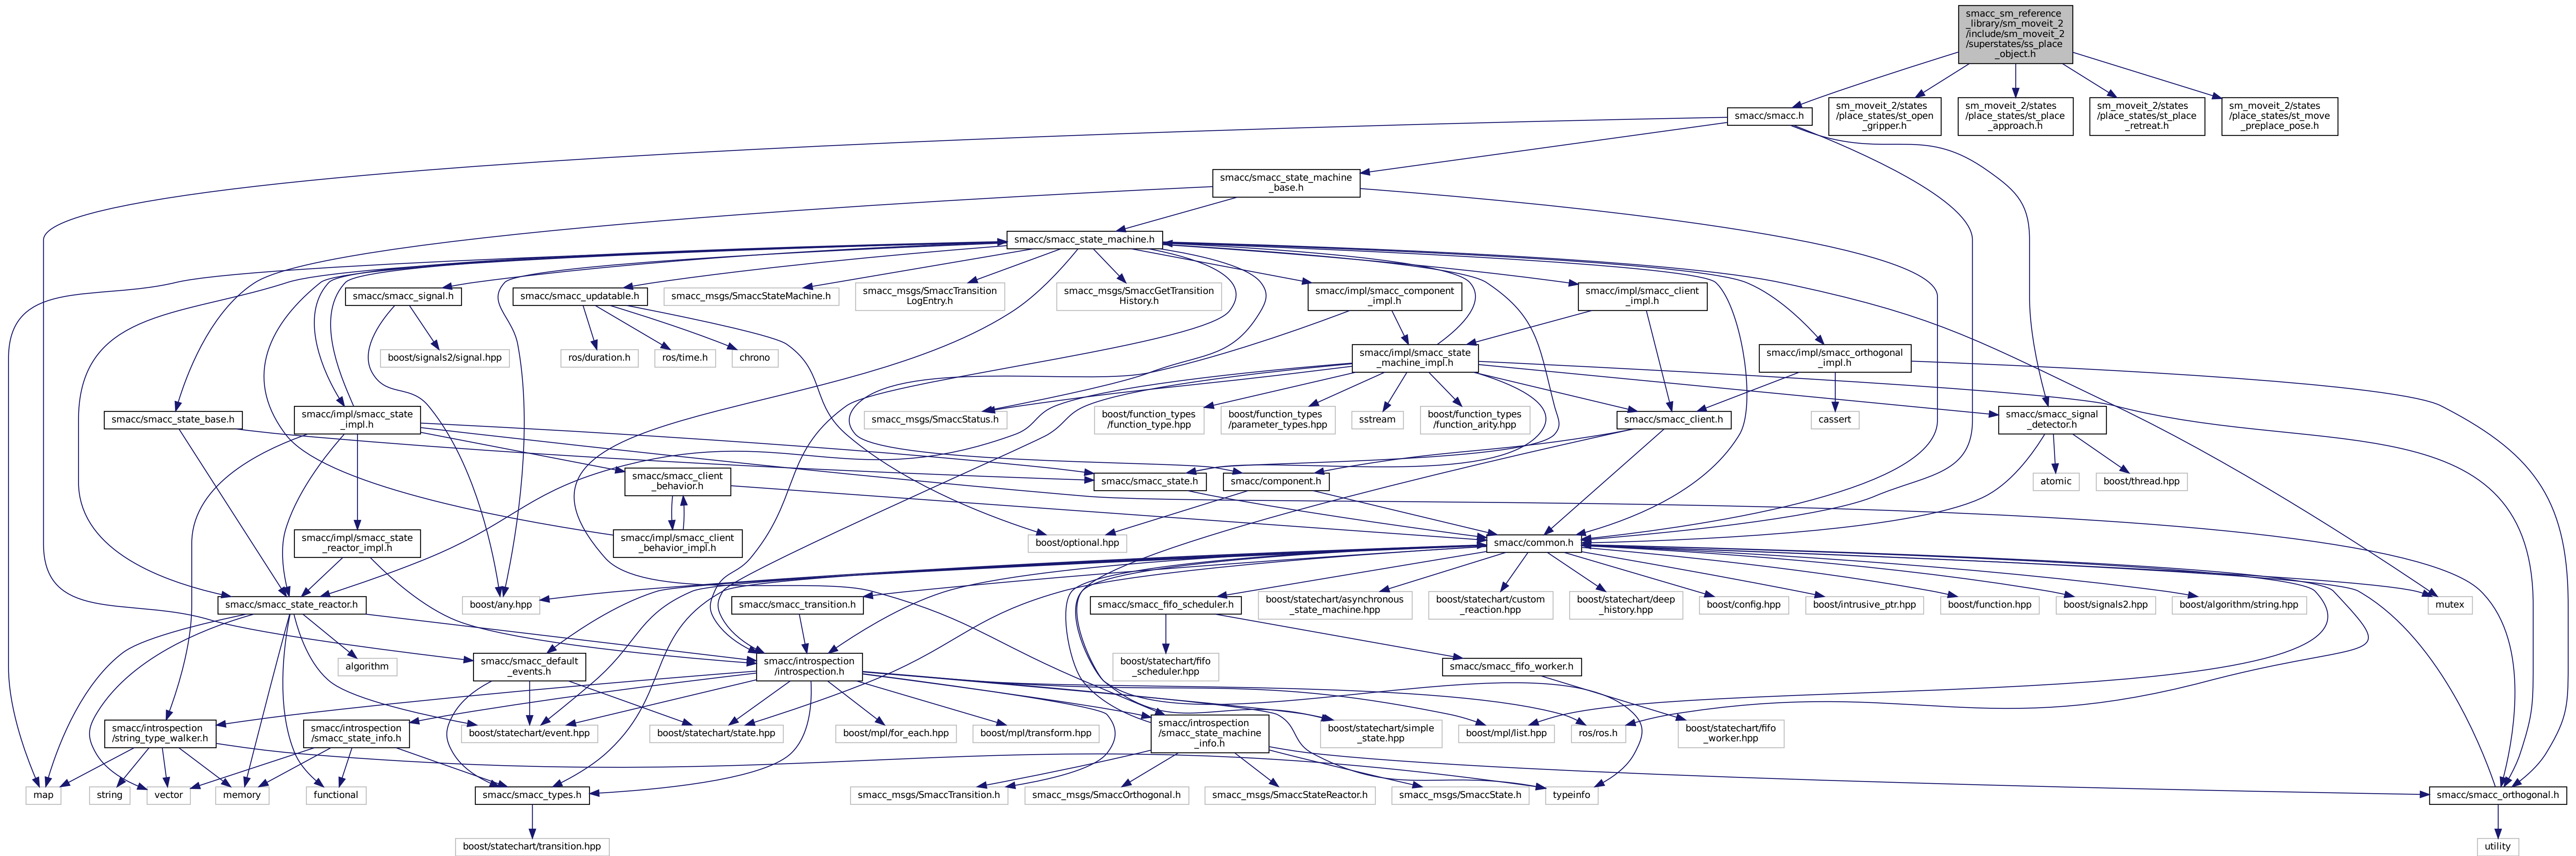 smacc_sm_reference
_library/sm_moveit_2
/include/sm_moveit_2
/superstates/ss_place
_object.h
smacc/smacc.h
sm_moveit_2/states
/place_states/st_open
_gripper.h
sm_moveit_2/states
/place_states/st_place
_approach.h
sm_moveit_2/states
/place_states/st_place
_retreat.h
sm_moveit_2/states
/place_states/st_move
_preplace_pose.h
smacc/smacc_state_machine
_base.h
smacc/smacc_state_machine.h
smacc/smacc_signal.h
smacc/smacc_updatable.h
smacc_msgs/SmaccStateMachine.h
smacc_msgs/SmaccTransition
LogEntry.h
smacc_msgs/SmaccGetTransition
History.h
smacc/impl/smacc_component
_impl.h
smacc/impl/smacc_client
_impl.h
boost/signals2/signal.hpp
ros/duration.h
ros/time.h
chrono
smacc/impl/smacc_state
_machine_impl.h
smacc/impl/smacc_orthogonal
_impl.h
smacc/smacc_state_base.h
smacc/impl/smacc_state
_impl.h
smacc_msgs/SmaccStatus.h
boost/function_types
/function_type.hpp
boost/function_types
/parameter_types.hpp
sstream
boost/function_types
/function_arity.hpp
smacc/smacc_client.h
cassert
smacc/smacc_signal
_detector.h
smacc/smacc_client
_behavior.h
smacc/smacc_state.h
smacc/component.h
atomic
boost/thread.hpp
smacc/impl/smacc_state
_reactor_impl.h
smacc/impl/smacc_client
_behavior_impl.h
boost/optional.hpp
smacc/common.h
smacc/smacc_state_reactor.h
boost/any.hpp
smacc/smacc_transition.h
smacc/smacc_fifo_scheduler.h
boost/statechart/asynchronous
_state_machine.hpp
boost/statechart/custom
_reaction.hpp
boost/statechart/deep
_history.hpp
boost/config.hpp
boost/intrusive_ptr.hpp
boost/function.hpp
boost/signals2.hpp
boost/algorithm/string.hpp
mutex
algorithm
smacc/smacc_default
_events.h
smacc/introspection
/introspection.h
boost/statechart/fifo
_scheduler.hpp
smacc/smacc_fifo_worker.h
smacc/introspection
/string_type_walker.h
smacc/introspection
/smacc_state_info.h
boost/statechart/event.hpp
boost/statechart/state.hpp
boost/mpl/for_each.hpp
boost/mpl/transform.hpp
smacc/introspection
/smacc_state_machine
_info.h
boost/statechart/simple
_state.hpp
boost/mpl/list.hpp
ros/ros.h
boost/statechart/fifo
_worker.hpp
map
string
vector
memory
functional
smacc/smacc_types.h
smacc_msgs/SmaccTransition.h
smacc_msgs/SmaccOrthogonal.h
smacc_msgs/SmaccStateReactor.h
smacc_msgs/SmaccState.h
typeinfo
smacc/smacc_orthogonal.h
boost/statechart/transition.hpp
utility